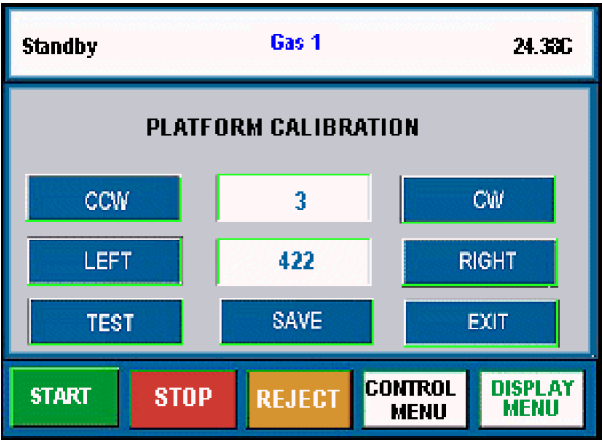 Standby Gas 1 24.38C
PLATFORM CALIBRATION
CCW 3 CW
LEFT 422 RIGHT
TEST SAVE EXIT
START STOP REJECT CONTROL MENU DISPLAY MENU